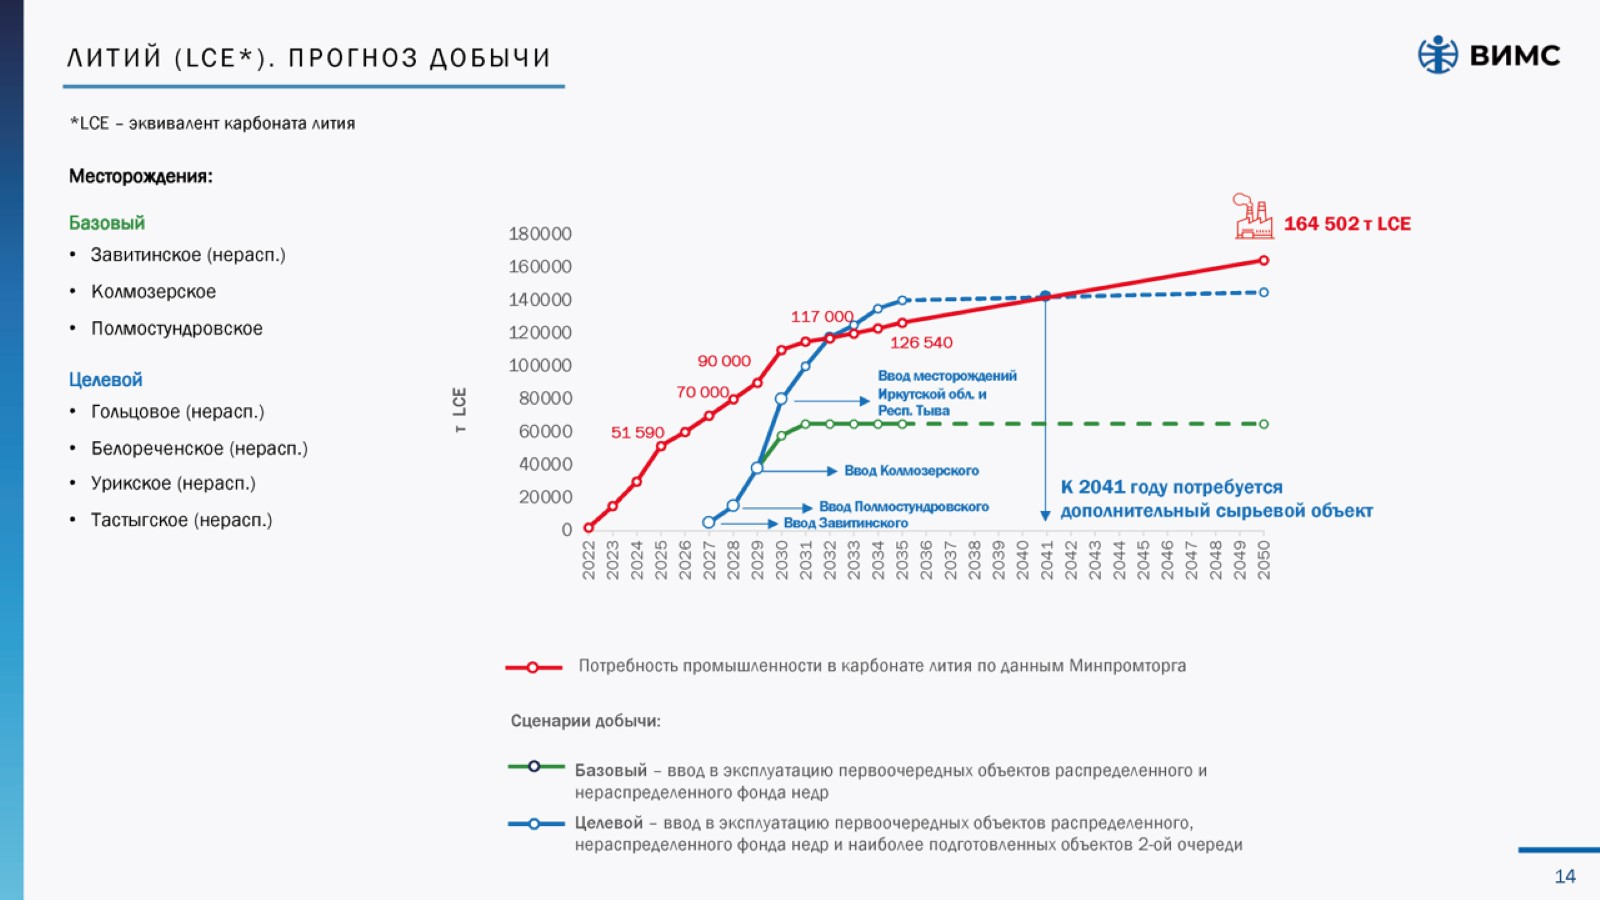 ЛИТИЙ (LCE*). ПРОГНОЗ ДОБЫЧИ
ВИМС
*LCE – эквивалент карбоната лития
Месторождения:
Базовый
• Завитинское (нерасп.)
• Колмозерское
• Полмостундровское
Целевой
• Гольцовое (нерасп.)
• Белореченское (нерасп.)
• Урикское (нерасп.)
• Тастыгское (нерасп.)
т LCE
180000
160000
140000
120000
100000
80000
60000
40000
20000
0
164 502 т LCE
117 000
126 540
90 000
70 000
51 590
Ввод месторождений
Иркутской обл. и
Респ. Тыва
Ввод Колмозерского
Ввод Полмостундровского
Ввод Завитинского
К 2041 году потребуется
дополнительный сырьевой объект
2022 2023 2024 2025 2026 2027 2028 2029 2030 2031 2032 2033 2034 2035 2036 2037 2038 2039 2040 2041 2042 2043 2044 2045 2046 2047 2048 2049 2050
Потребность промышленности в карбонате лития по данным Минпромторга
Сценарии добычи:
Базовый – ввод в эксплуатацию первоочередных объектов распределенного и
нераспределенного фонда недр
Целевой – ввод в эксплуатацию первоочередных объектов распределенного,
нераспределенного фонда недр и наиболее подготовленных объектов 2-ой очереди
14